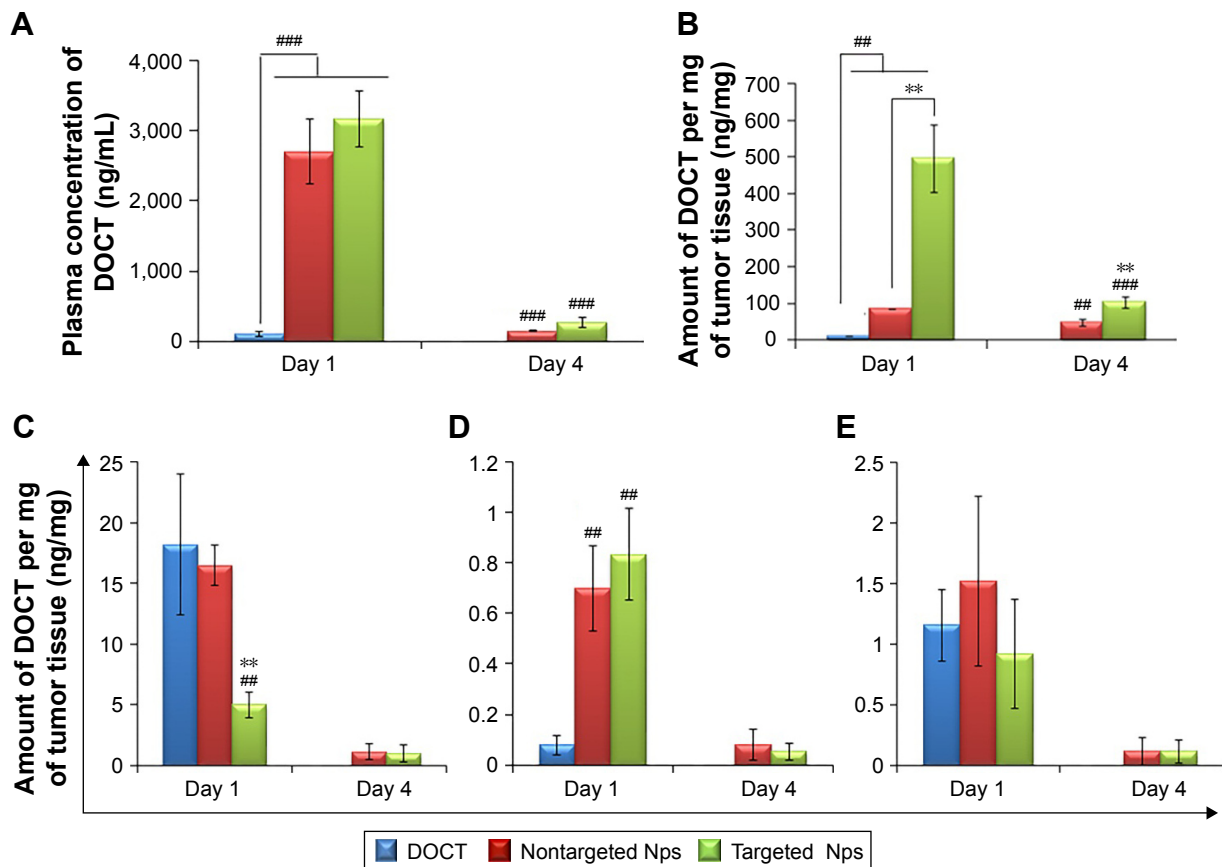 A
Plasma concentration of
DOCT (ng/mL)
4,000
3,000
2,000
1,000
0
###
###
###
Day 1
Day 4
B
Amount of DOCT per mg
of tumor tissue (ng/mg)
700
600
500
400
300
200
100
0
##
**
##
**
###
Day 1
Day 4
Amount of DOCT per mg
of tumor tissue (ng/mg)
C
25
20
15
10
5
0
**
##
Day 1
Day 4
D
1.2
1
0.8
0.6
0.4
0.2
0
##
##
Day 1
Day 4
E
2.5
2
1.5
1
0.5
0
Day 1
Day 4
DOCT
Nontargeted Nps
Targeted Nps